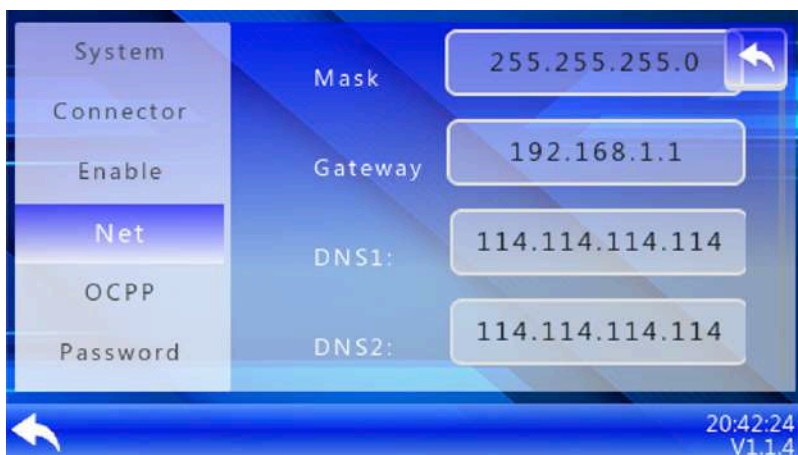 System
Connector
Enable
Net
OCPP
Password
Mask 255.255.255.0
Gateway 192.168.1.1
DNS1: 114.114.114.114
DNS2: 114.114.114.114
20:42:24
V1.1.4